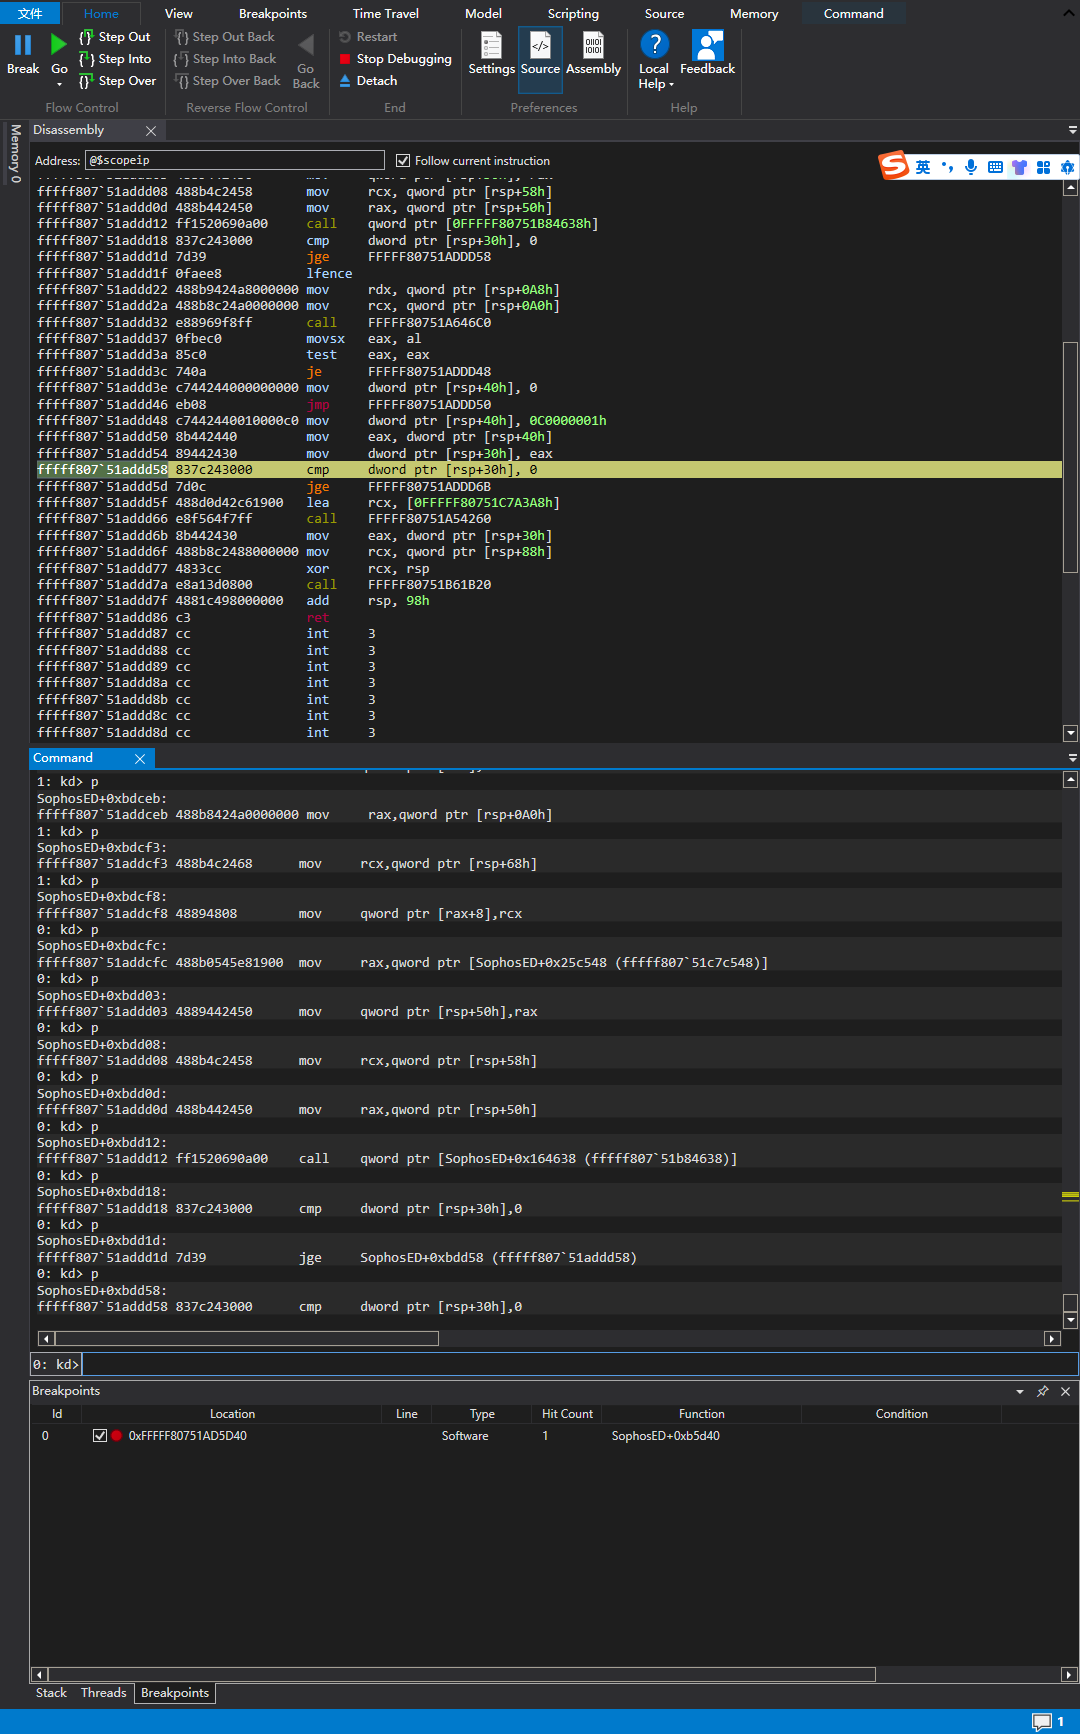 文件 Home View Breakpoints Time Travel Model Scripting Source Memory Command
Break Go Step Out Step Into Step Over
Flow Control
Step Out Back Step Into Back Step Over Back Go Back
Reverse Flow Control
Restart Stop Debugging Detach
End
Settings Source Assembly
Preferences
Local Help Feedback
Help
Memory 0
Disassembly
Address: @$scopeip Follow current instruction
英
fffff807`51addd08 488b4c2458 mov rcx, qword ptr [rsp+58h]
fffff807`51addd0d 488b442450 mov rax, qword ptr [rsp+50h]
fffff807`51addd12 ff1520690a00 call qword ptr [0FFFFF80751B84638h]
fffff807`51addd18 837c243000 cmp dword ptr [rsp+30h], 0
fffff807`51addd1d 7d39 jge FFFFF80751ADDD58
fffff807`51addd1f 0faee8 lfence
fffff807`51addd22 488b9424a8000000 mov rdx, qword ptr [rsp+0A8h]
fffff807`51addd2a 488b8c24a0000000 mov rcx, qword ptr [rsp+0A0h]
fffff807`51addd32 e88969f8ff call FFFFF80751A646C0
fffff807`51addd37 0fbec0 movsx eax, al
fffff807`51addd3a 85c0 test eax, eax
fffff807`51addd3c 740a je FFFFF80751ADDD48
fffff807`51addd3e c744244000000000 mov dword ptr [rsp+40h], 0
fffff807`51addd46 eb08 jmp FFFFF80751ADDD50
fffff807`51addd48 c7442440010000c0 mov dword ptr [rsp+40h], 0C0000001h
fffff807`51addd50 8b442440 mov eax, dword ptr [rsp+40h]
fffff807`51addd54 89442430 mov dword ptr [rsp+30h], eax
fffff807`51addd58 837c243000 cmp dword ptr [rsp+30h], 0
fffff807`51addd5d 7d0c jge FFFFF80751ADDD6B
fffff807`51addd5f 488d0d42c61900 lea rcx, [0FFFFF80751C7A3A8h]
fffff807`51addd66 e8f564f7ff call FFFFF80751A54260
fffff807`51addd6b 8b442430 mov eax, dword ptr [rsp+30h]
fffff807`51addd6f 488b8c2488000000 mov rcx, qword ptr [rsp+88h]
fffff807`51addd77 4833cc xor rcx, rsp
fffff807`51addd7a e8a13d0800 call FFFFF80751B61B20
fffff807`51addd7f 4881c498000000 add rsp, 98h
fffff807`51addd86 c3 ret
fffff807`51addd87 cc int 3
fffff807`51addd88 cc int 3
fffff807`51addd89 cc int 3
fffff807`51addd8a cc int 3
fffff807`51addd8b cc int 3
fffff807`51addd8c cc int 3
fffff807`51addd8d cc int 3
Command
1: kd> p
SophosED+0xbdceb:
fffff807`51addceb 488b8424a0000000 mov rax,qword ptr [rsp+0A0h]
1: kd> p
SophosED+0xbdcf3:
fffff807`51addcf3 488b4c2468 mov rcx,qword ptr [rsp+68h]
1: kd> p
SophosED+0xbdcf8:
fffff807`51addcf8 48894808 mov qword ptr [rax+8],rcx
0: kd> p
SophosED+0xbdcfc:
fffff807`51addcfc 488b0545e81900 mov rax,qword ptr [SophosED+0x25c548 (fffff807`51c7c548)]
0: kd> p
SophosED+0xbdd03:
fffff807`51addd03 4889442450 mov qword ptr [rsp+50h],rax
0: kd> p
SophosED+0xbdd08:
fffff807`51addd08 488b4c2458 mov rcx,qword ptr [rsp+58h]
0: kd> p
SophosED+0xbdd0d:
fffff807`51addd0d 488b442450 mov rax,qword ptr [rsp+50h]
0: kd> p
SophosED+0xbdd12:
fffff807`51addd12 ff1520690a00 call qword ptr [SophosED+0x164638 (fffff807`51b84638)]
0: kd> p
SophosED+0xbdd18:
fffff807`51addd18 837c243000 cmp dword ptr [rsp+30h],0
0: kd> p
SophosED+0xbdd1d:
fffff807`51addd1d 7d39 jge SophosED+0xbdd58 (fffff807`51addd58)
0: kd> p
SophosED+0xbdd58:
fffff807`51addd58 837c243000 cmp dword ptr [rsp+30h],0
0: kd>
Breakpoints
Id Location Line Type Hit Count Function Condition
0 0xFFFFF80751AD5D40 Software 1 SophosED+0xb5d40
Stack Threads Breakpoints
1